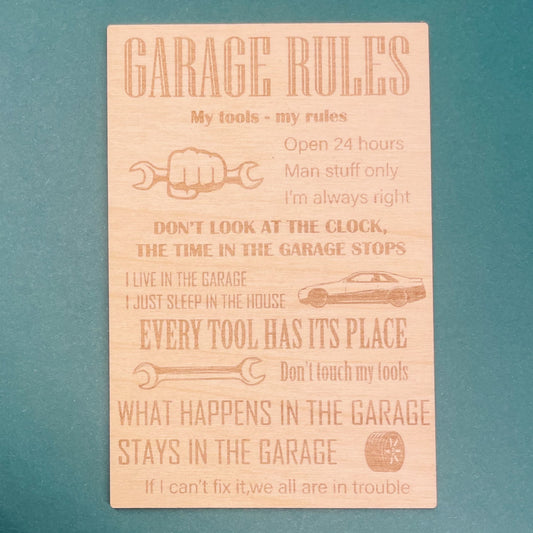 GARAGE RULES
My tools - my rules
Open 24 hours
Man stuff only
I'm always right
DON'T LOOK AT THE CLOCK,
THE TIME IN THE GARAGE STOPS
I LIVE IN THE GARAGE
I JUST SLEEP IN THE HOUSE
EVERY TOOL HAS ITS PLACE
Don't touch my tools
WHAT HAPPENS IN THE GARAGE
STAYS IN THE GARAGE
If I can't fix it,we all are in trouble